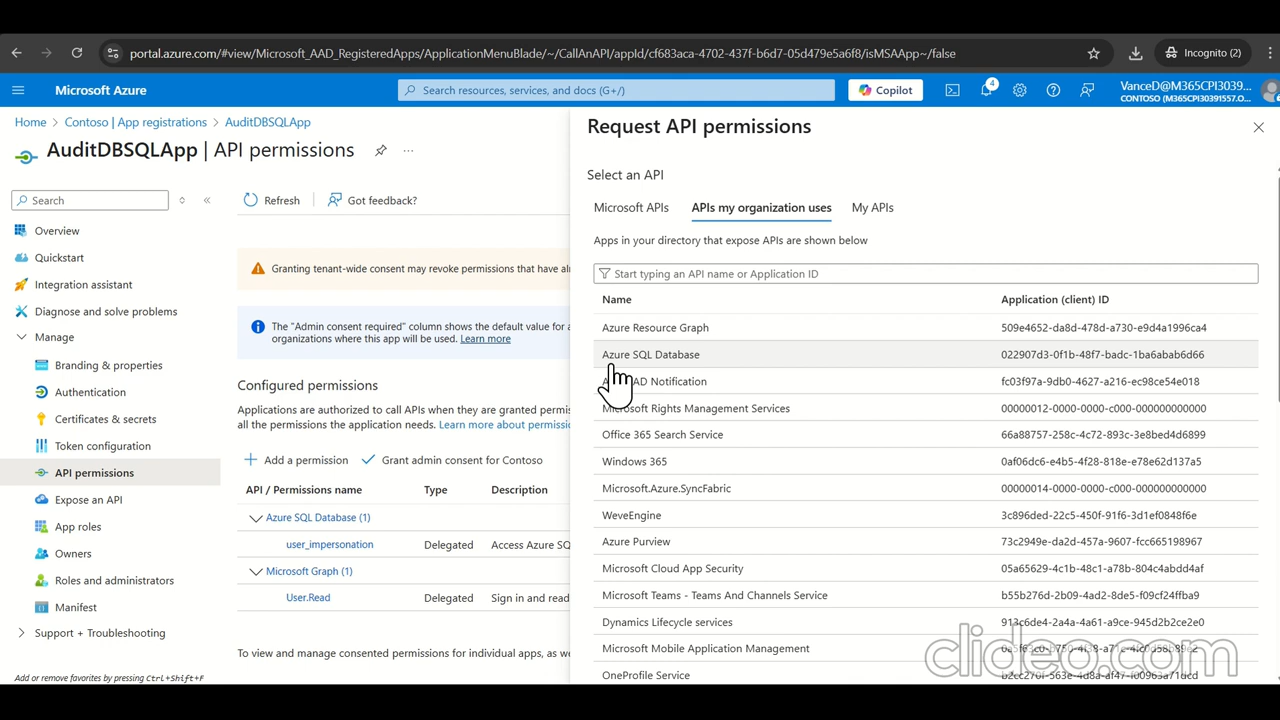 portal.azure.com/#view/Microsoft_AAD_RegisteredApps/ApplicationMenuBlade/~/CallAnAPI/appId/cf683aca-4702-437f-b6d7-05d479e5a6f8/isMSAApp~/false
Incognito (2)
Microsoft Azure
Search resources, services, and docs (G+/)
Copilot
4
VanceD@M365CPI3039...
CONTOSO (M365CPI30391557.O...
Home > Contoso | App registrations > AuditDBSQLApp
AuditDBSQLApp | API permissions
Search
Overview
Quickstart
Integration assistant
Diagnose and solve problems
Manage
Branding & properties
Authentication
Certificates & secrets
Token configuration
API permissions
Expose an API
App roles
Owners
Roles and administrators
Manifest
Support + Troubleshooting
Add or remove favorites by pressing Ctrl+Shift+F
Refresh
Got feedback?
Granting tenant-wide consent may revoke permissions that have
The "Admin consent required" column shows the default value for
organizations where this app will be used. Learn more
Configured permissions
Applications are authorized to call APIs when they are granted
all the permissions the application needs. Learn more about
Add a permission
Grant admin consent for Contoso
API / Permissions name Type Description
Azure SQL Database (1)
user_impersonation Delegated Access Azure
Microsoft Graph (1)
User.Read Delegated Sign in and read
To view and manage consented permissions for individual apps, as
Request API permissions
Select an API
Microsoft APIs
APIs my organization uses
My APIs
Apps in your directory that expose APIs are shown below
Start typing an API name or Application ID
Name Application (client) ID
Azure Resource Graph 509e4652-da8d-478d-a730-e9d4a1996ca4
Azure SQL Database 022907d3-0f1b-48f7-badc-1ba6abab6d66
Notification fc03f97a-9db0-4627-a216-ec98ce54e018
Microsoft Rights Management Services 00000012-0000-0000-c000-000000000000
Office 365 Search Service 66a88757-258c-4c72-893c-3e8bed4d6899
Windows 365 0af06dc6-e4b5-4f28-818e-e78e62d137a5
Microsoft.Azure.SyncFabric 00000014-0000-0000-c000-000000000000
WeveEngine 3c896ded-22c5-450f-91f6-3d1ef0848f6e
Azure Purview 73c2949e-da2d-457a-9607-fcc665198967
Microsoft Cloud App Security 05a65629-4c1b-48c1-a78b-804c4abdd4af
Microsoft Teams - Teams And Channels Service b55b276d-2b09-4ad2-8de5-f09cf24ffba9
Dynamics Lifecycle services 913c6de4-2a4a-4a61-a9ce-945d2b2ce2e0
Microsoft Mobile Application Management
OneProfile Service
clideo.com